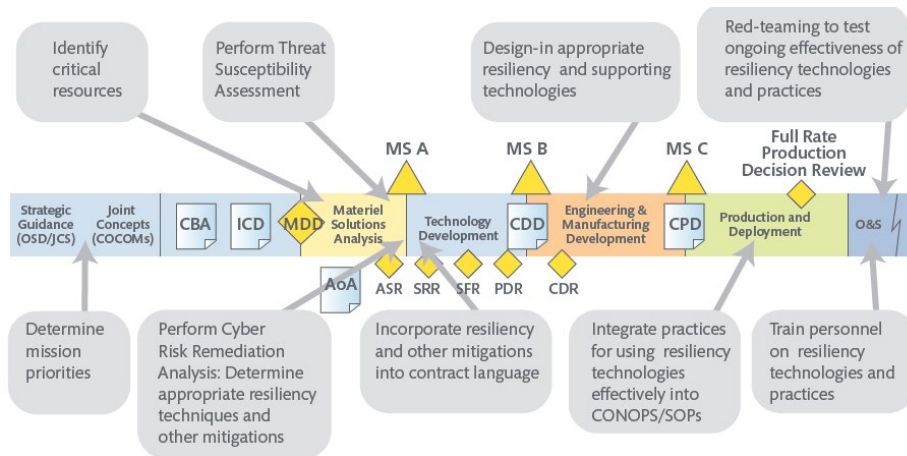 Identify
critical
resources
Perform Threat
Susceptibility
Assessment
Design-in appropriate
resiliency and supporting
technologies
Red-teaming to test
ongoing effectiveness of
resiliency technologies
and practices
MS A
MS B
MS C
Full Rate
Production
Decision Review
Strategic
Guidance
(OSD/JCS)
Joint
Concepts
(COCOMs)
CBA
ICD
MDD
Materiel
Solutions
Analysis
Technology
Development
CDD
Engineering &
Manufacturing
Development
CPD
Production and
Deployment
O&S
AoA
ASR
SRR
SFR
PDR
CDR
Determine
mission
priorities
Perform Cyber
Risk Remediation
Analysis: Determine
appropriate resiliency
techniques and
other mitigations
Incorporate resiliency
and other mitigations
into contract language
Integrate practices
for using resiliency
technologies
effectively into
CONOPS/SOPs
Train personnel
on resiliency
technologies and
practices